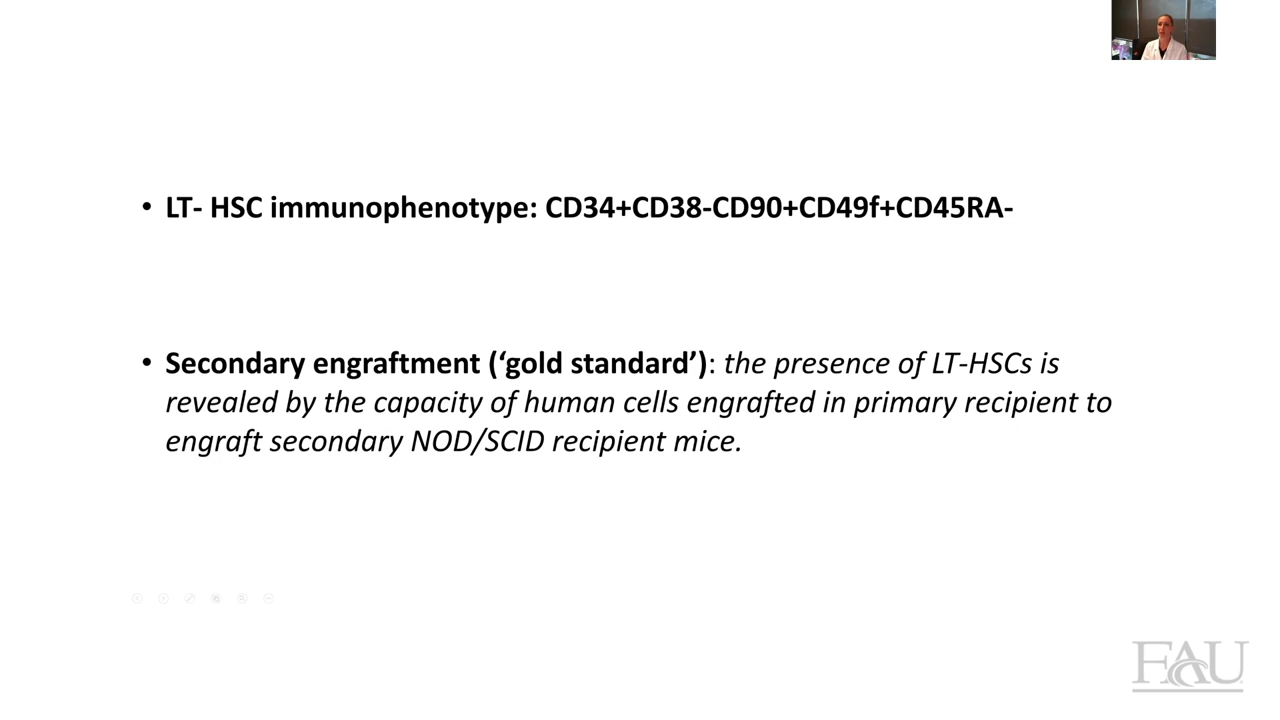 • LT- HSC immunophenotype: CD34+CD38-CD90+CD49f+CD45RA-
• Secondary engraftment (‘gold standard’): the presence of LT-HSCs is
revealed by the capacity of human cells engrafted in primary recipient to
engraft secondary NOD/SCID recipient mice.
FAU